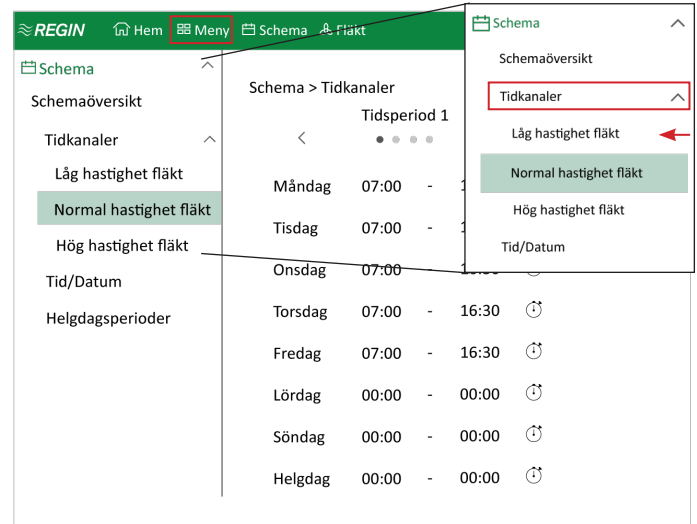 REGIN Hem Meny Schema Fläkt
Schema
Schemaöversikt
Tidkanaler
Låg hastighet fläkt
Normal hastighet fläkt
Hög hastighet fläkt
Tid/Datum
Helgdagsperioder
Schema > Tidkanaler
Tidsperiod 1
Måndag 07:00 - 1
Tisdag 07:00 -
Onsdag 07:00 -
Torsdag 07:00 - 16:30
Fredag 07:00 - 16:30
Lördag 00:00 - 00:00
Söndag 00:00 - 00:00
Helgdag 00:00 - 00:00
Schema
Schemaöversikt
Tidkanaler
Låg hastighet fläkt
Normal hastighet fläkt
Hög hastighet fläkt
Tid/Datum